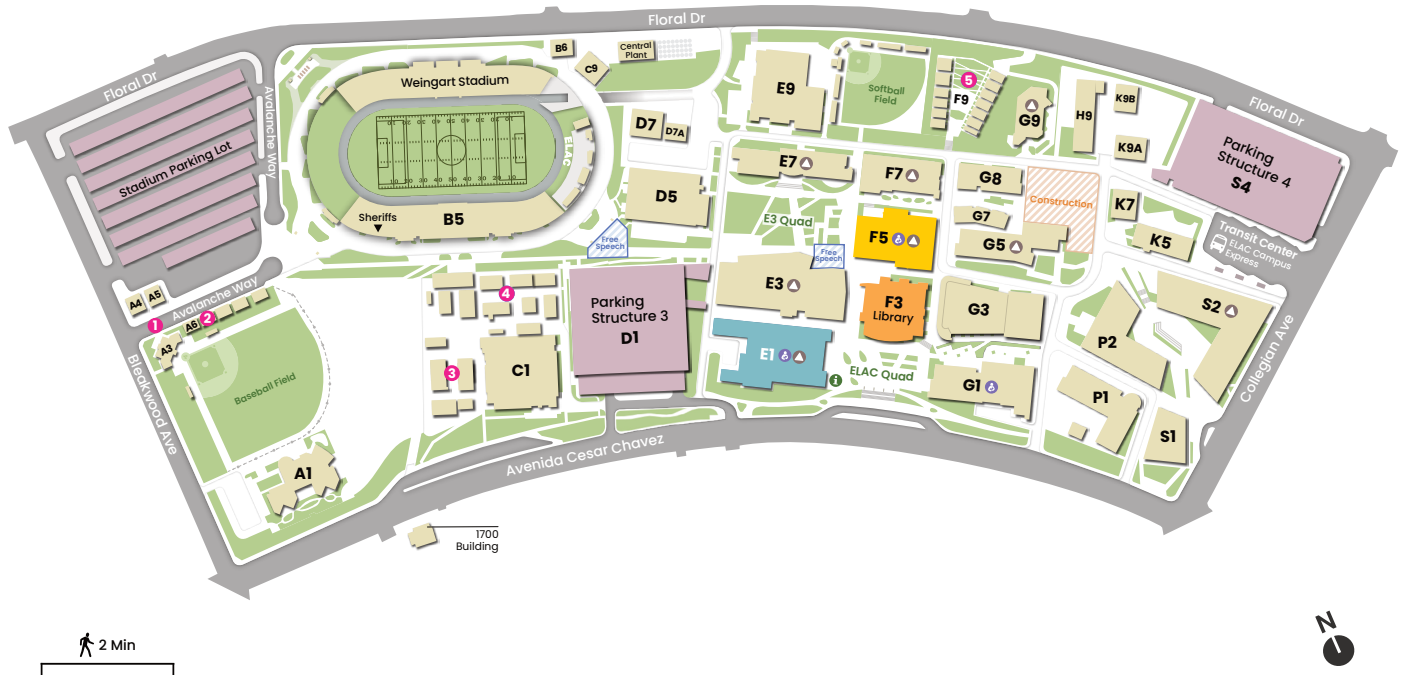 Floral Dr
Floral Dr
Floral Dr
Avalanche Way
Stadium Parking Lot
Weingart Stadium
ELAC
Sheriffs
B5
B6
C9
Central
Plant
D7
D7A
D5
Free
Speech
E9
Softball
Field
5
F9
G9
H9
K9B
K9A
Parking
Structure 4
S4
E7
F7
G8
Construction
G7
G5
K7
K5
Transit Center
ELAC Campus
Express
E3 Quad
F5
Free
Speech
E3
F3
Library
G3
S2
P2
A4
A5
Avalanche Way
1
A6
2
A3
Baseball Field
Bleakwood Ave
4
3
C1
Parking
Structure 3
D1
E1
i
ELAC Quad
G1
P1
S1
Collegian Ave
A1
Avenida Cesar Chavez
1700
Building
2 Min
N